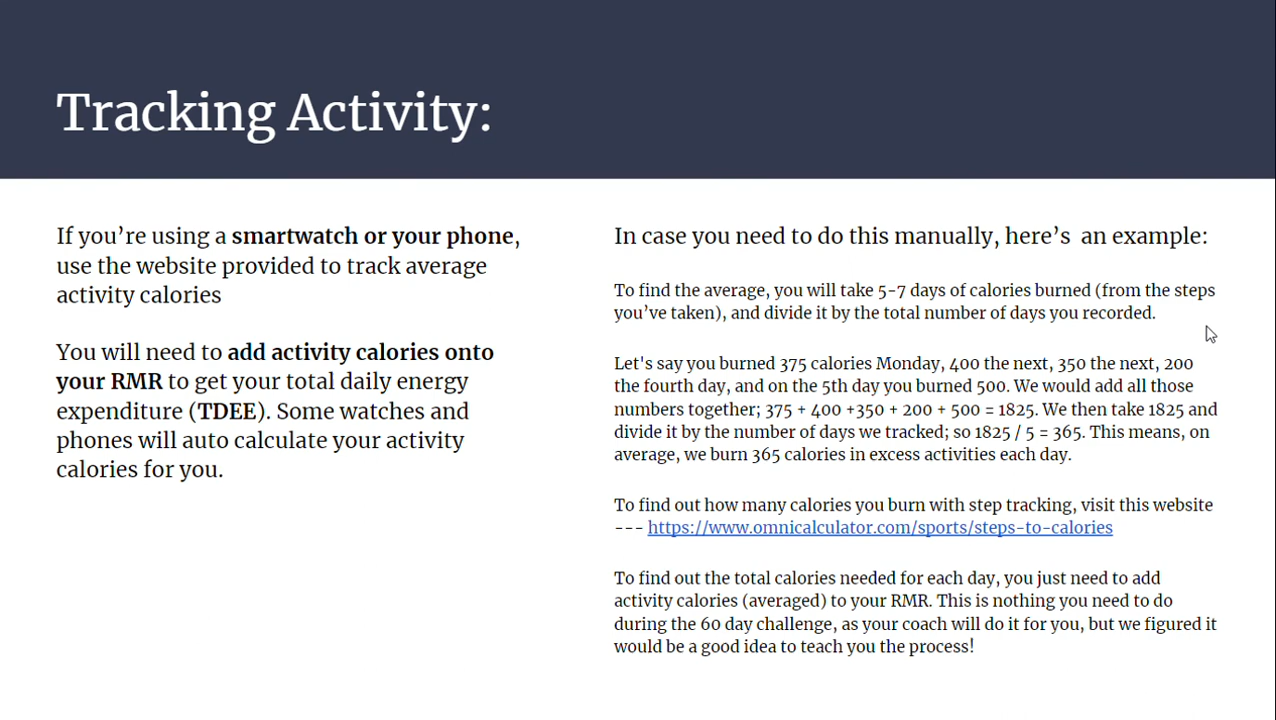 Tracking Activity:
If you’re using a smartwatch or your phone,
use the website provided to track average
activity calories
You will need to add activity calories onto
your RMR to get your total daily energy
expenditure (TDEE). Some watches and
phones will auto calculate your activity
calories for you.
In case you need to do this manually, here’s  an example:
To find the average, you will take 5-7 days of calories burned (from the steps
you’ve taken), and divide it by the total number of days you recorded.
Let's say you burned 375 calories Monday, 400 the next, 350 the next, 200
the fourth day, and on the 5th day you burned 500. We would add all those
numbers together; 375 + 400 +350 + 200 + 500 = 1825. We then take 1825 and
divide it by the number of days we tracked; so 1825 / 5 = 365. This means, on
average, we burn 365 calories in excess activities each day.
To find out how many calories you burn with step tracking, visit this website
--- https://www.omnicalculator.com/sports/steps-to-calories
To find out the total calories needed for each day, you just need to add
activity calories (averaged) to your RMR. This is nothing you need to do
during the 60 day challenge, as your coach will do it for you, but we figured it
would be a good idea to teach you the process!